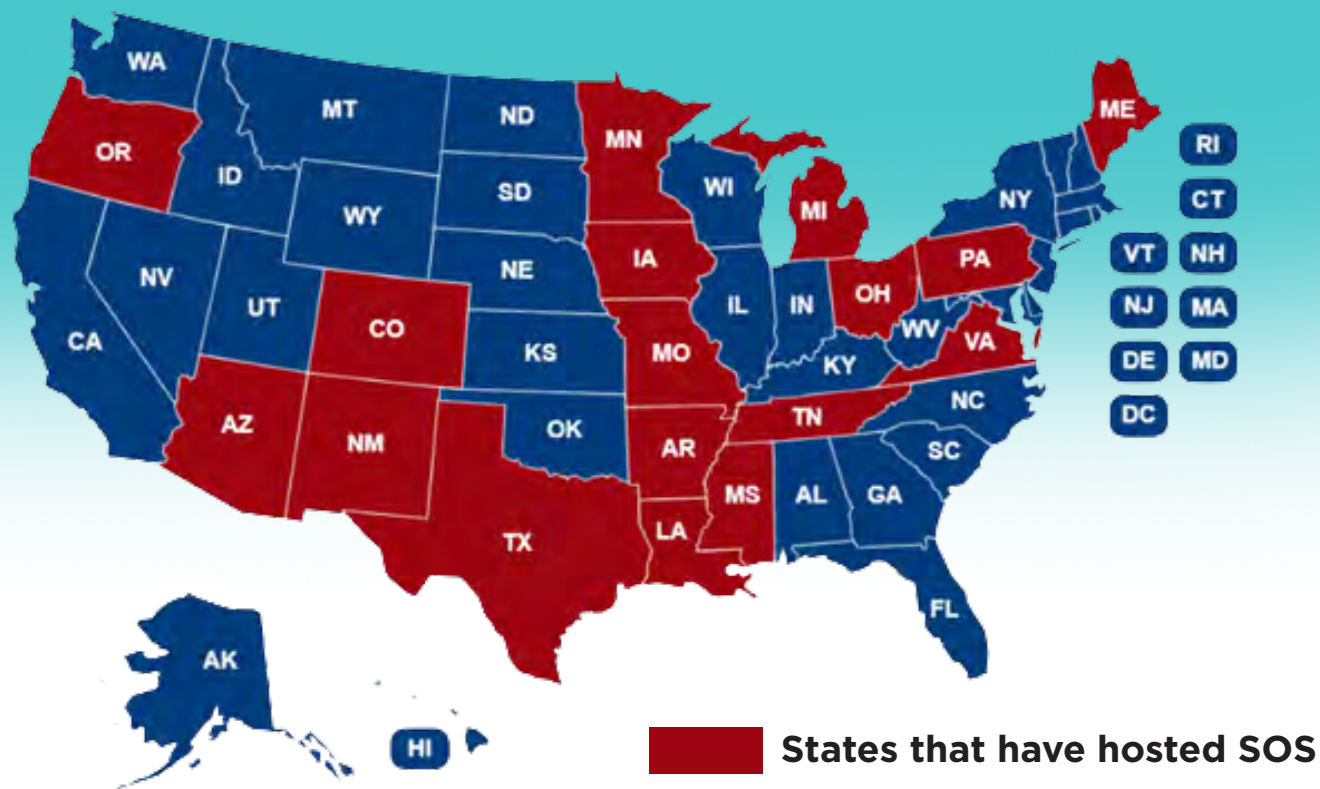 WA
MT
ND
MN
ME
OR
ID
SD
WI
MI
NY
RI
WY
CT
NV
UT
NE
IA
PA
VT
NH
CA
CO
KS
MO
IL
IN
OH
WV
VA
NJ
MA
KY
DE
MD
AZ
NM
OK
AR
TN
NC
DC
TX
LA
MS
AL
GA
SC
FL
AK
HI
States that have hosted SOS